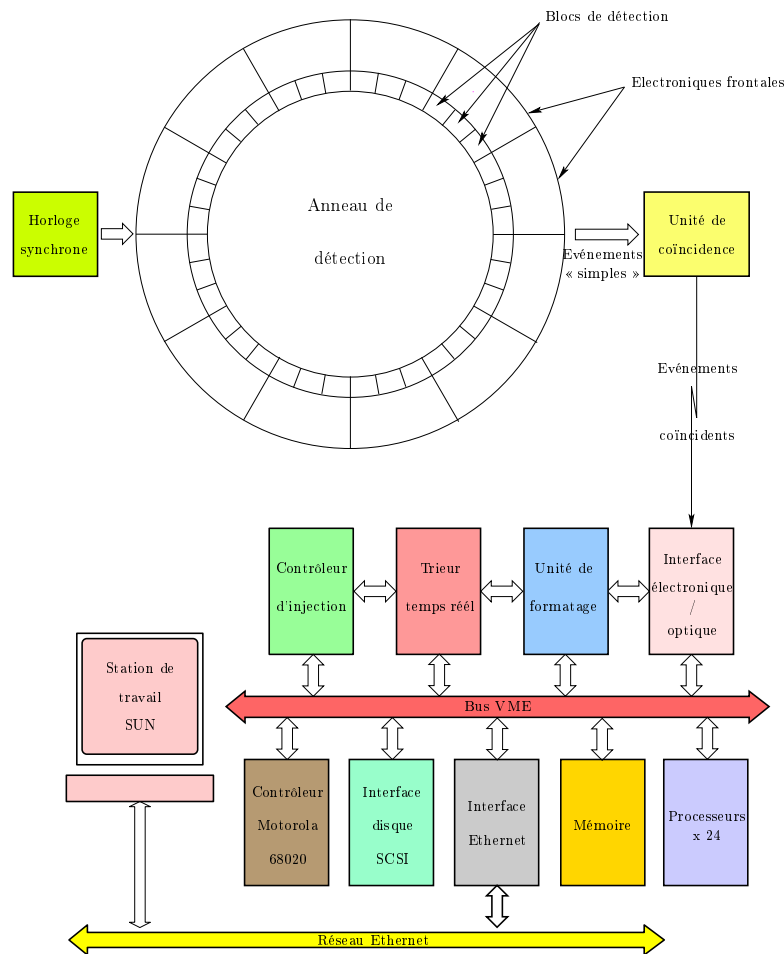 Blocs de détection
Electroniques frontales
Anneau de
détection
Horloge
synchrone
Unité de
coïncidence
Evénements
« simples »
Evénements
coïncidents
Contrôleur
d'injection
Trieur
temps réél
Unité de
formatage
Interface
électronique
/
optique
Station de
travail
SUN
Bus VME
Contrôleur
Motorola
68020
Interface
disque
SCSI
Interface
Ethernet
Mémoire
Processeurs
x 24
Réseau Ethernet